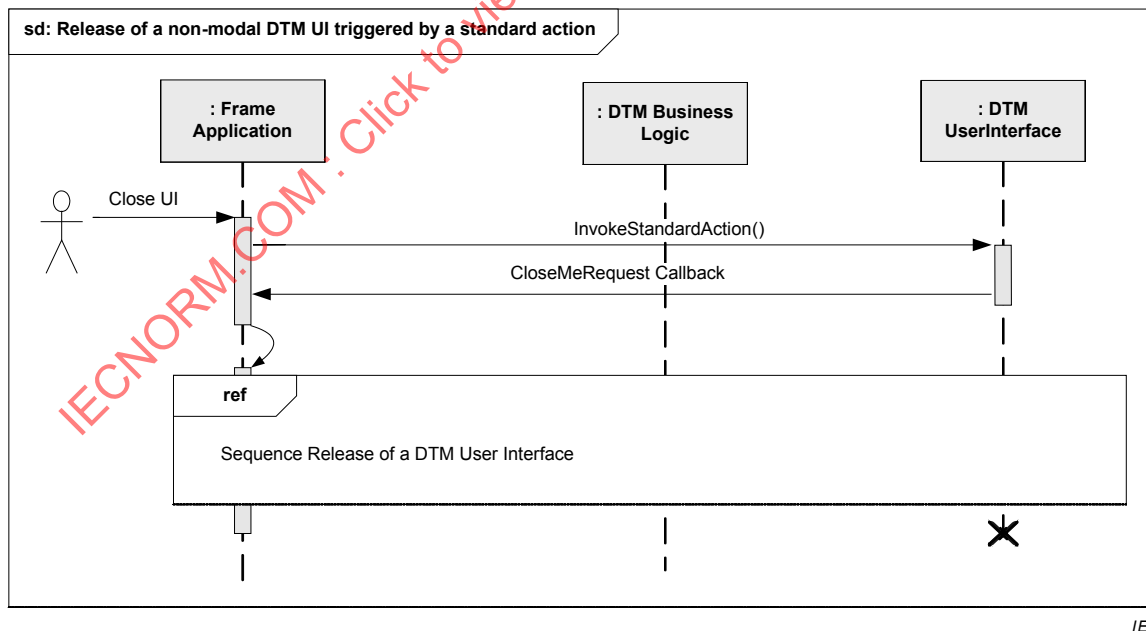 sd: Release of a non-modal DTM UI triggered by a standard action
: Frame
Application
: DTM Business
Logic
: DTM
UserInterface
Close UI
InvokeStandardAction()
CloseMeRequest Callback
ref
Sequence Release of a DTM User Interface
IECNORM.COM : Click to
IE